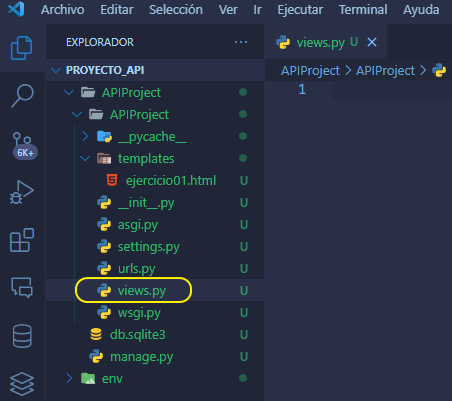 Archivo Editar Selección Ver Ir Ejecutar Terminal Ayuda
EXPLORADOR ... views.py U ×
PROYECTO_API APIProject > APIProject >
APIProject
APIProject 1
__pycache__
templates
ejercicio01.html U
__init__.py U
asgi.py U
settings.py U
urls.py U
views.py U
wsgi.py U
db.sqlite3 U
manage.py U
env
6K+